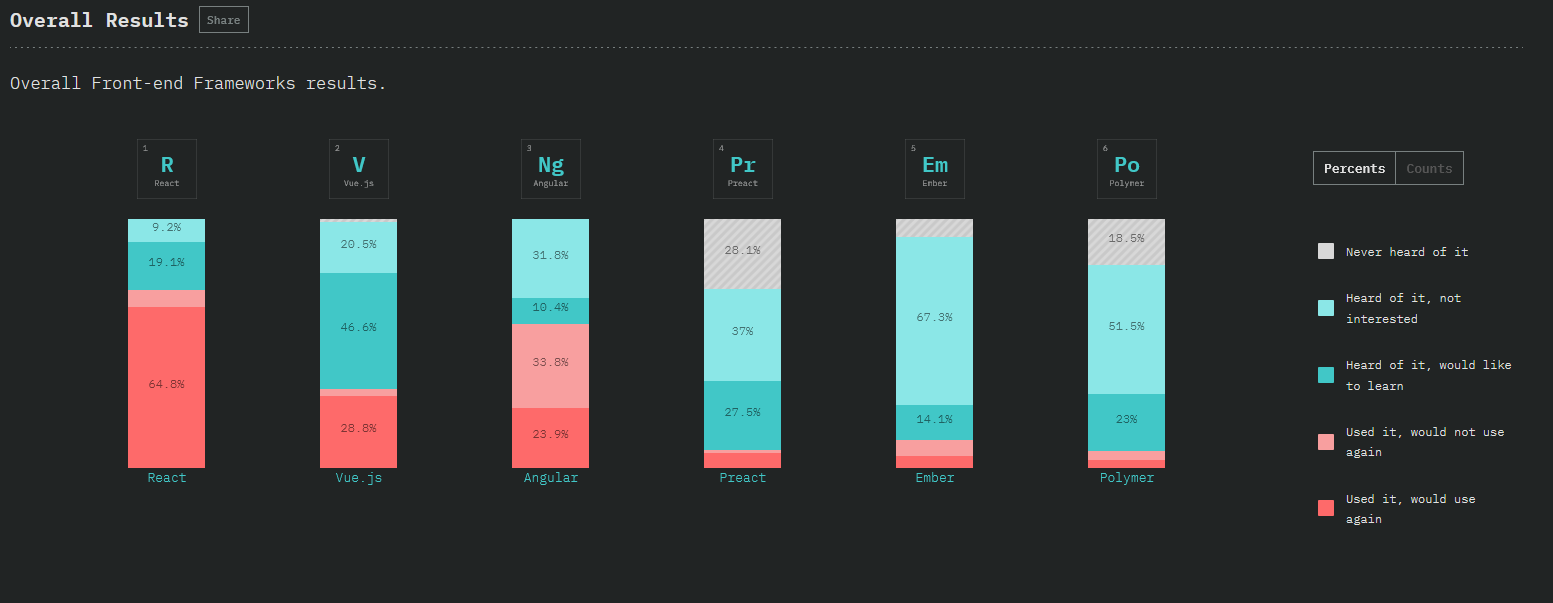 Overall Results Share
Overall Front-end Frameworks results.
1
R
React
2
V
Vue.js
3
Ng
Angular
4
Pr
Preact
5
Em
Ember
6
Po
Polymer
Percents Counts
9.2%
19.1%
64.8%
React
20.5%
46.6%
28.8%
Vue.js
31.8%
10.4%
33.8%
23.9%
Angular
28.1%
37%
27.5%
Preact
67.3%
14.1%
Ember
18.5%
51.5%
23%
Polymer
Never heard of it
Heard of it, not
interested
Heard of it, would like
to learn
Used it, would not use
again
Used it, would use
again